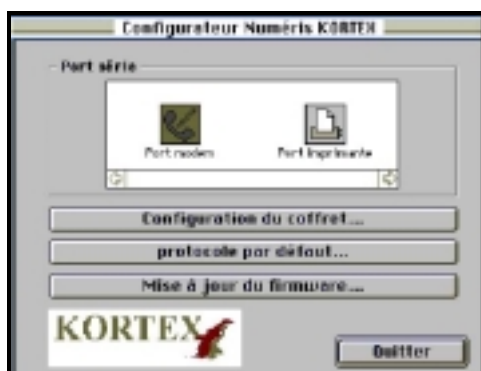 Configurateur Numéris KORTEX
Port série
Port modem
Port Imprimante
Configuration du coffret...
protocole par défaut...
Mise à jour du firmware...
KORTEX
Quitter